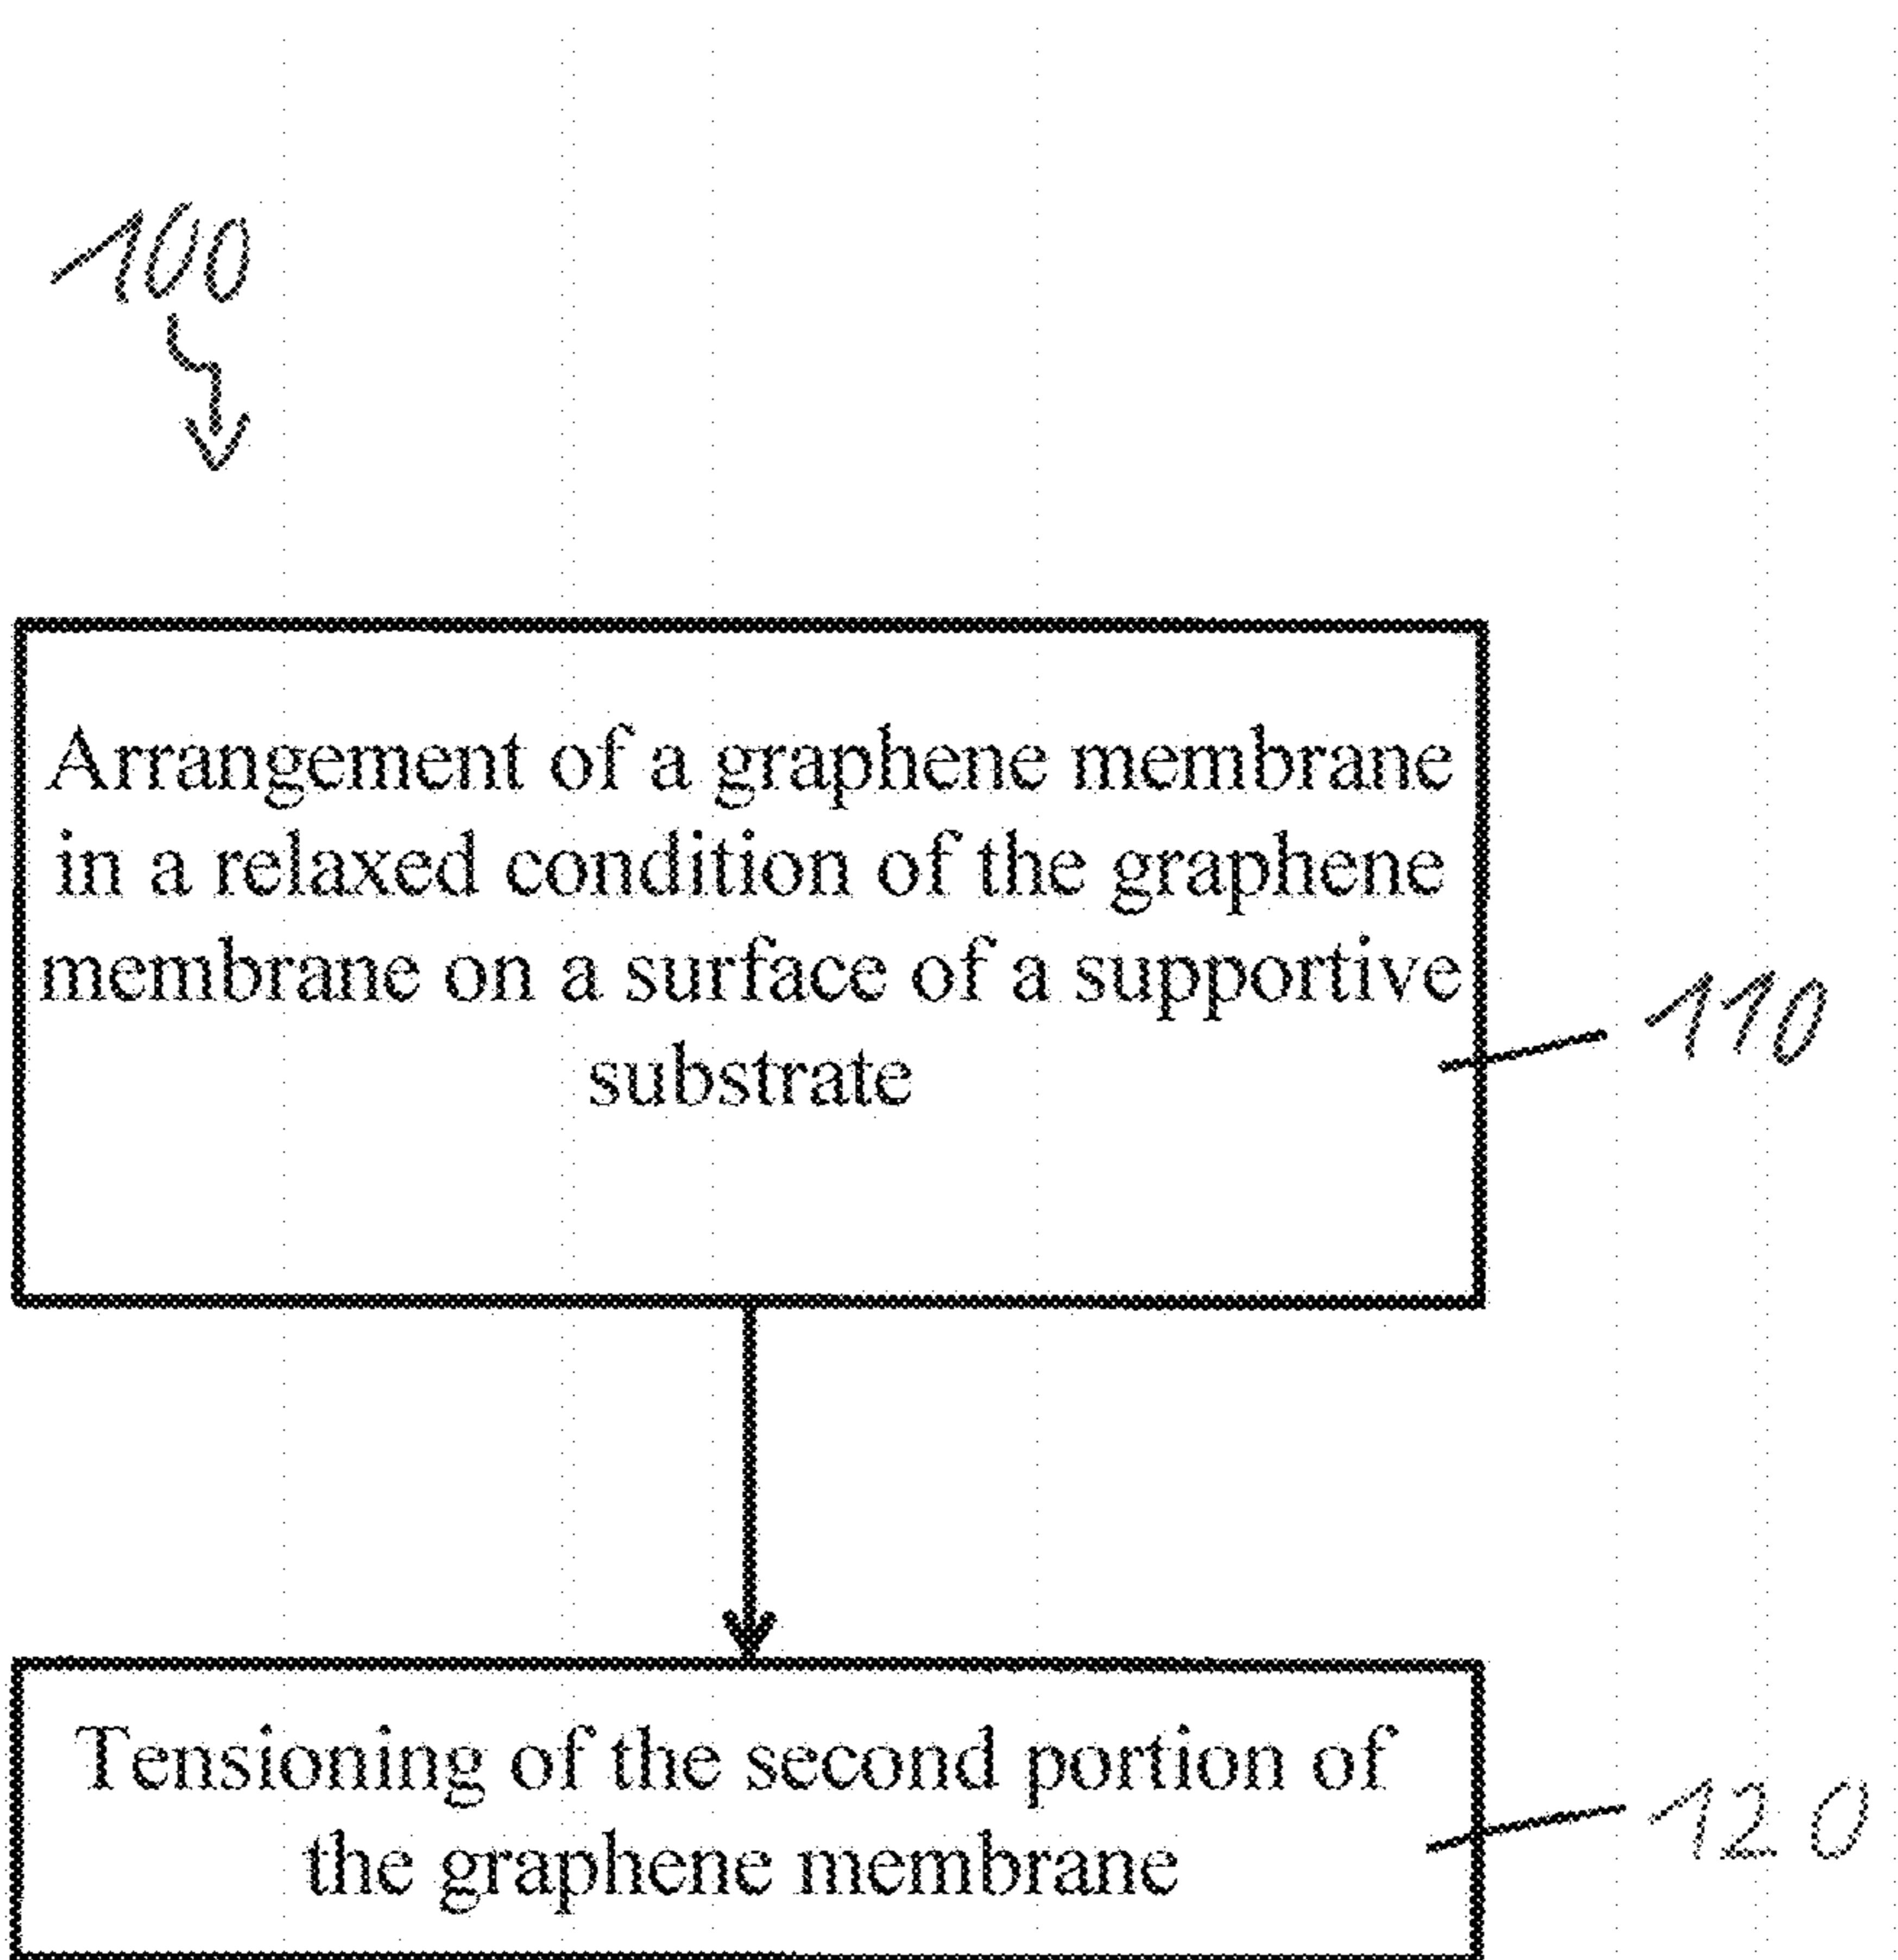 100
Arrangement of a graphene membrane
in a relaxed condition of the graphene
membrane on a surface of a supportive
substrate
110
Tensioning of the second portion of
the graphene membrane
120